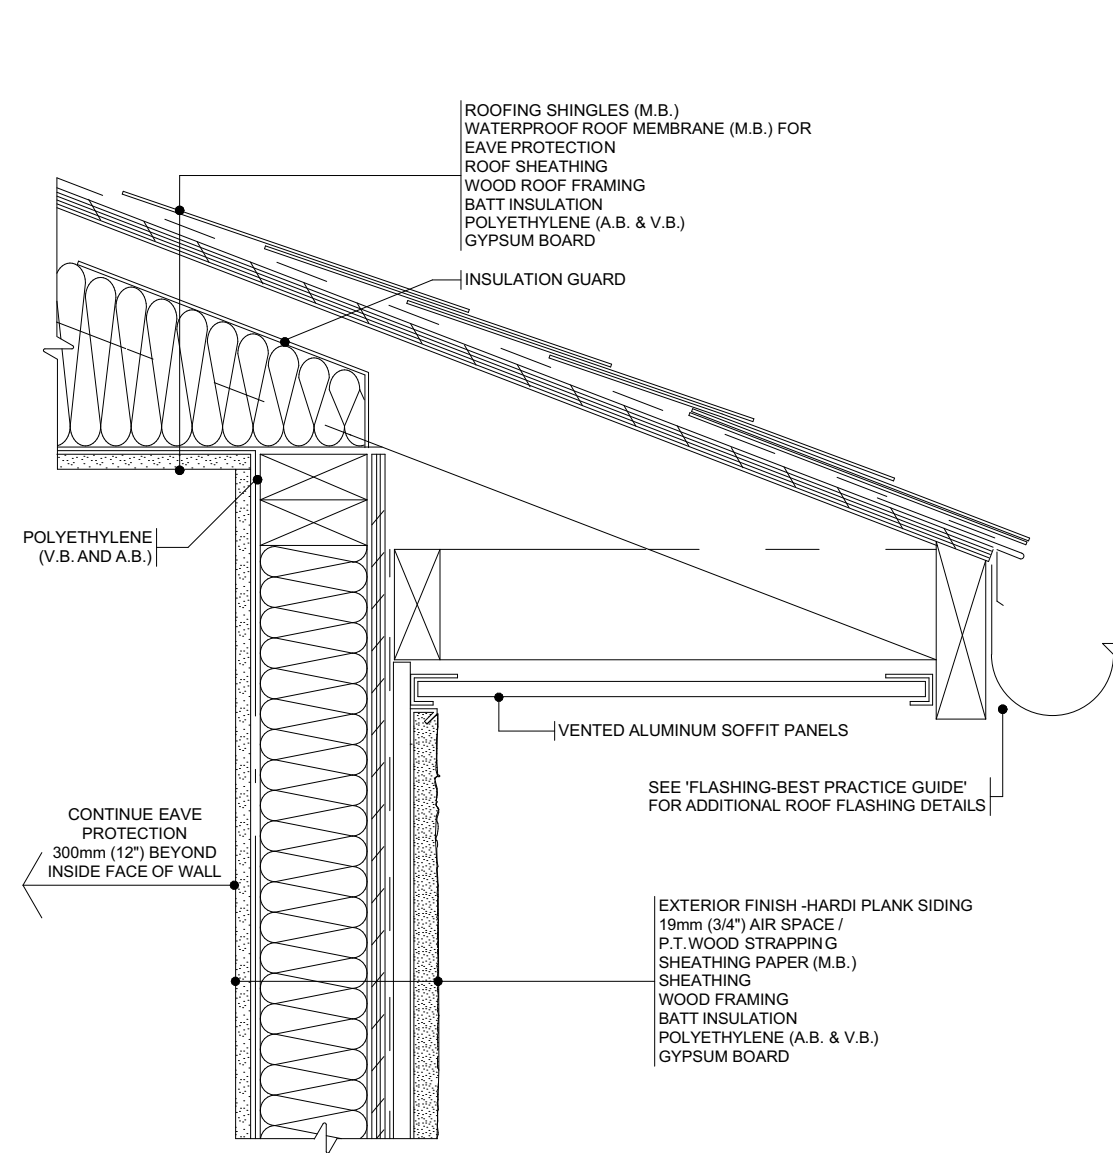 ROOFING SHINGLES (M.B.)
WATERPROOF ROOF MEMBRANE (M.B.) FOR
EAVE PROTECTION
ROOF SHEATHING
WOOD ROOF FRAMING
BATT INSULATION
POLYETHYLENE (A.B. & V.B.)
GYPSUM BOARD
INSULATION GUARD
POLYETHYLENE
(V.B. AND A.B.)
VENTED ALUMINUM SOFFIT PANELS
SEE 'FLASHING-BEST PRACTICE GUIDE'
FOR ADDITIONAL ROOF FLASHING DETAILS
CONTINUE EAVE
PROTECTION
300mm (12") BEYOND
INSIDE FACE OF WALL
EXTERIOR FINISH -HARDI PLANK SIDING
19mm (3/4") AIR SPACE /
P.T. WOOD STRAPPING
SHEATHING PAPER (M.B.)
SHEATHING
WOOD FRAMING
BATT INSULATION
POLYETHYLENE (A.B. & V.B.)
GYPSUM BOARD